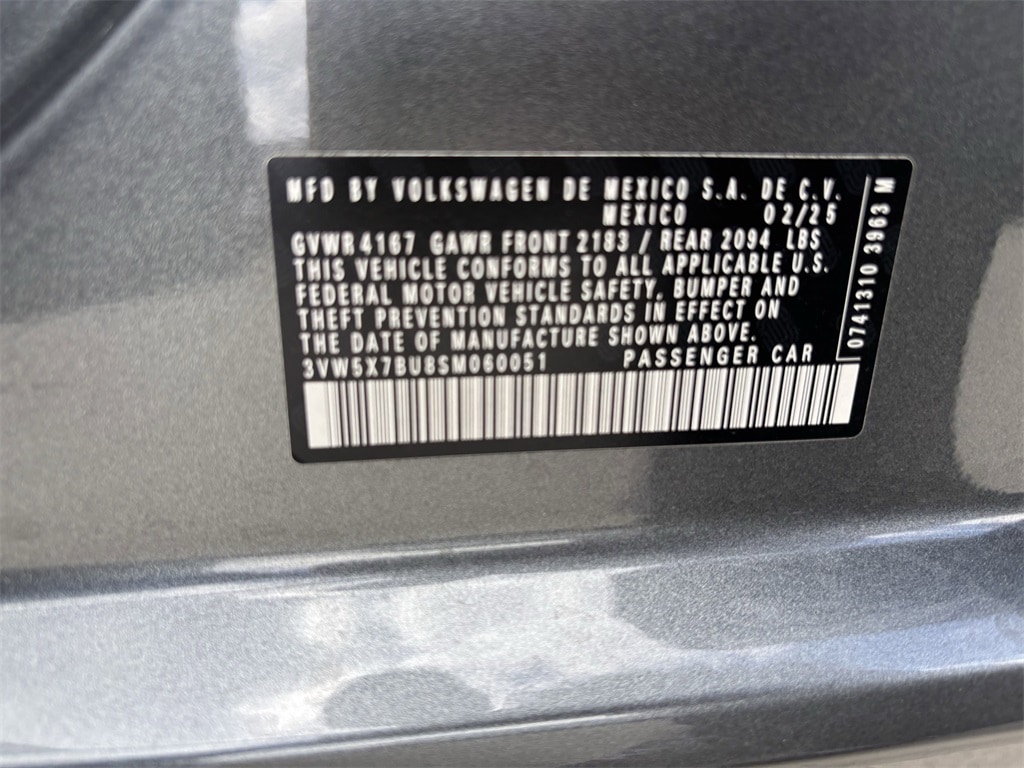 MFD BY VOLKSWAGEN DE MEXICO S.A. DE C.V.
MEXICO 02/25
GVWR 4167 GAWR FRONT 2183 / REAR 2094 LBS
THIS VEHICLE CONFORMS TO ALL APPLICABLE U.S.
FEDERAL MOTOR VEHICLE SAFETY, BUMPER AND
THEFT PREVENTION STANDARDS IN EFFECT ON
THE DATE OF MANUFACTURE SHOWN ABOVE.
3VW5X7BU8SM060051 PASSENGER CAR
0741310 3963 M